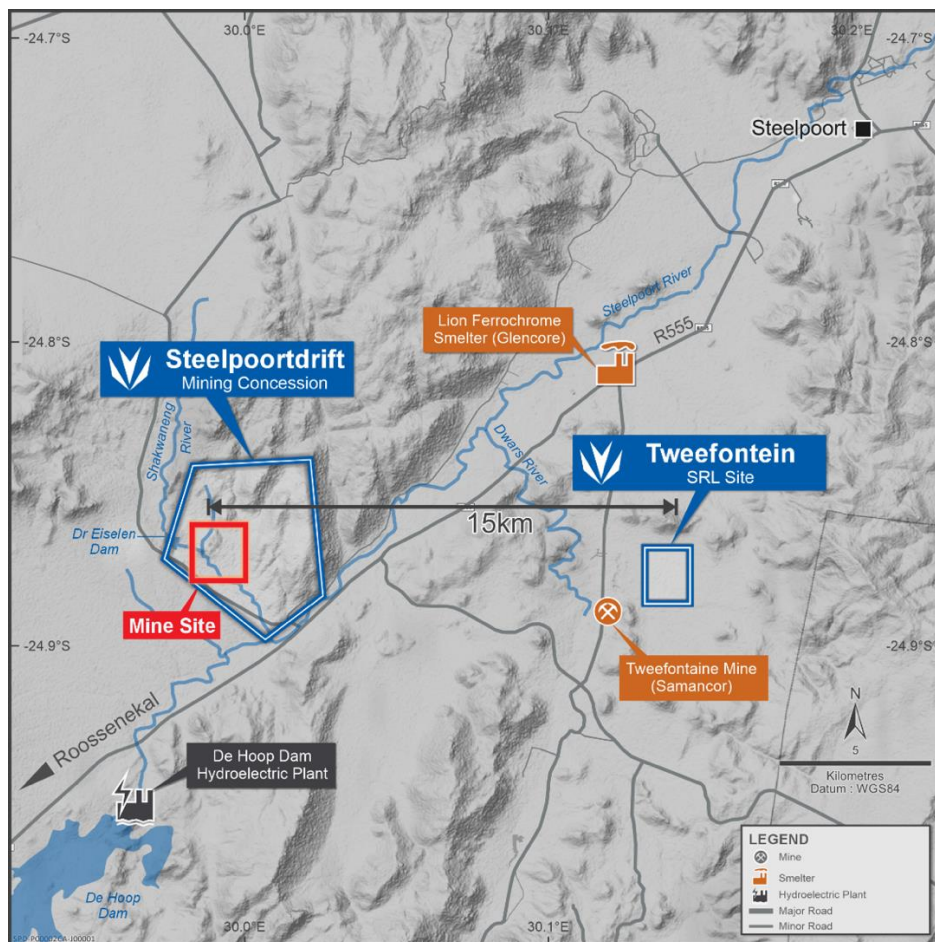 30.0°E
30.1°E
30.2°E
-24.7°S
-24.7°S
Steelpoort
Steelpoort River
Lion Ferrochrome
Smelter (Glencore)
R555
-24.8°S
-24.8°S
Steelpoortdrift
Mining Concession
Shakwaneng
River
Dwars River
Tweefontein
SRL Site
15km
Dr Eiselen
Dam
Mine Site
-24.9°S
-24.9°S
Tweefontaine Mine
(Samancor)
Roossenekal
N
5
Kilometres
Datum : WGS84
De Hoop Dam
Hydroelectric Plant
De Hoop
Dam
LEGEND
Mine
Smelter
Hydroelectric Plant
Major Road
Minor Road
30.0°E
30.1°E